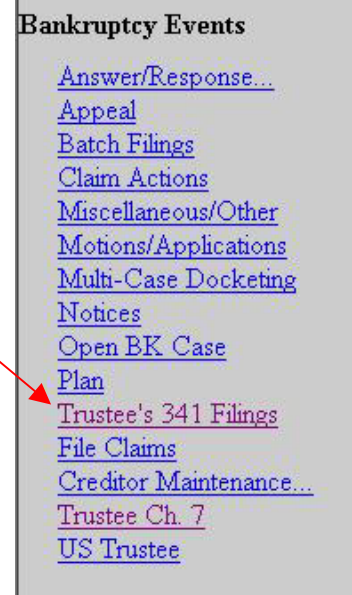 Bankruptcy Events
Answer/Response...
Appeal
Batch Filings
Claim Actions
Miscellaneous/Other
Motions/Applications
Multi-Case Docketing
Notices
Open BK Case
Plan
Trustee's 341 Filings
File Claims
Creditor Maintenance...
Trustee Ch. 7
US Trustee